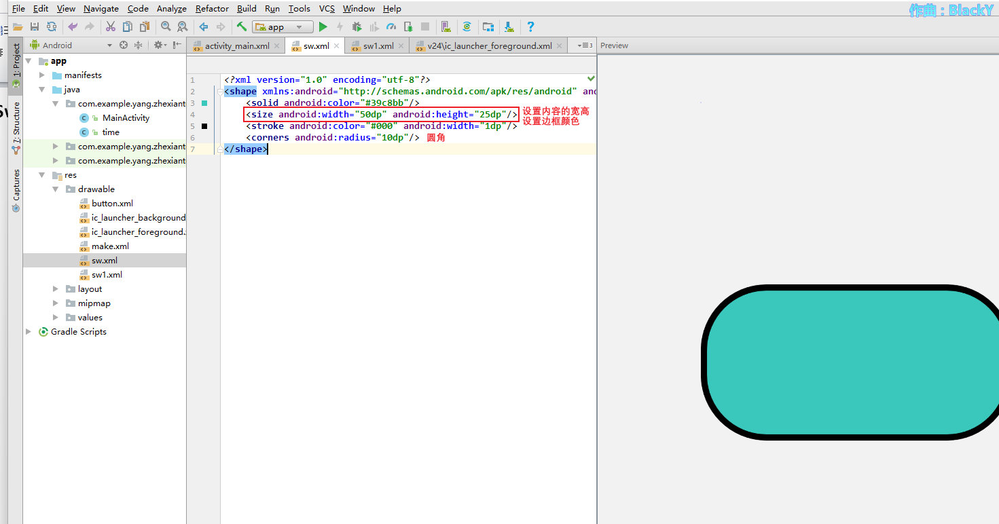 File Edit View Navigate Code Analyze Refactor Build Run Tools VCS Window Help
作曲：BlackY
app
Android
activity_main.xml
sw.xml
sw1.xml
v24\ic_launcher_foreground.xml
3
Preview
1: Project
7: Structure
Captures
app
manifests
java
com.example.yang.zhexiant
MainActivity
time
com.example.yang.zhexiant
com.example.yang.zhexiant
res
drawable
button.xml
ic_launcher_background
ic_launcher_foreground.
make.xml
sw.xml
sw1.xml
layout
mipmap
values
Gradle Scripts
1 <?xml version="1.0" encoding="utf-8"?>
2 <shape xmlns:android="http://schemas.android.com/apk/res/android" an
3 <solid android:color="#39c8bb"/>
4 <size android:width="50dp" android:height="25dp"/> 设置内容的宽高
设置边框颜色
5 <stroke android:color="#000" android:width="1dp"/>
6 <corners android:radius="10dp"/> 圆角
7 </shape>